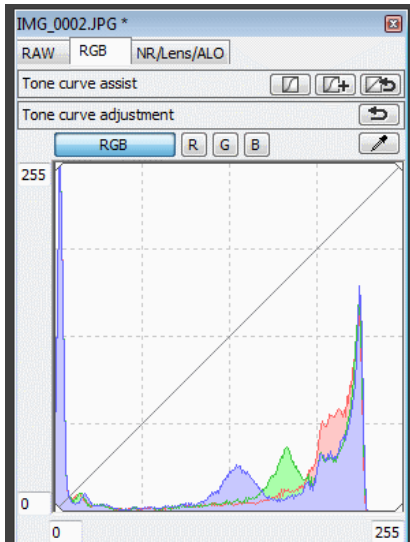 IMG_0002.JPG *
RAW RGB NR/Lens/ALO
Tone curve assist
Tone curve adjustment
RGB R G B
255
0
0 255